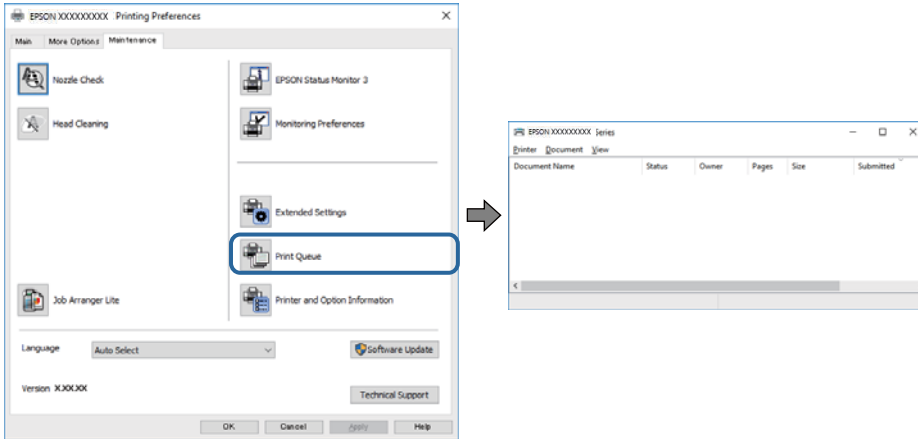 EPSON XXXXXXXXX Printing Preferences
Main More Options Maintenance
Nozzle Check
Head Cleaning
Job Arranger Lite
EPSON Status Monitor 3
Monitoring Preferences
Extended Settings
Print Queue
Printer and Option Information
Language Auto Select Software Update
Version X.XX.XX Technical Support
OK Cancel Apply Help
EPSON XXXXXXXXX Series
Printer Document View
Document Name Status Owner Pages Size Submitted